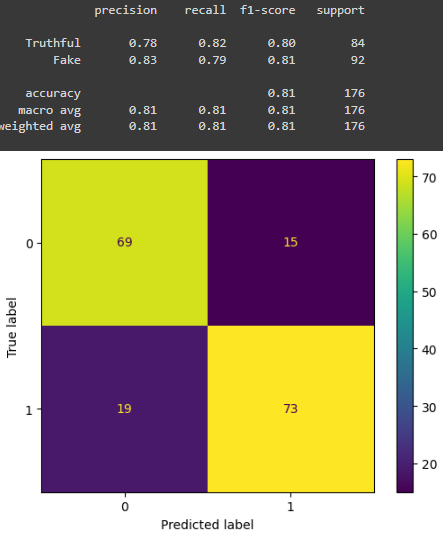 precision recall f1-score support
Truthful 0.78 0.82 0.80 84
Fake 0.83 0.79 0.81 92
accuracy 0.81 176
macro avg 0.81 0.81 0.81 176
weighted avg 0.81 0.81 0.81 176
70
60
50
40
30
20
True label
0
69 15
1
19 73
0 1
Predicted label